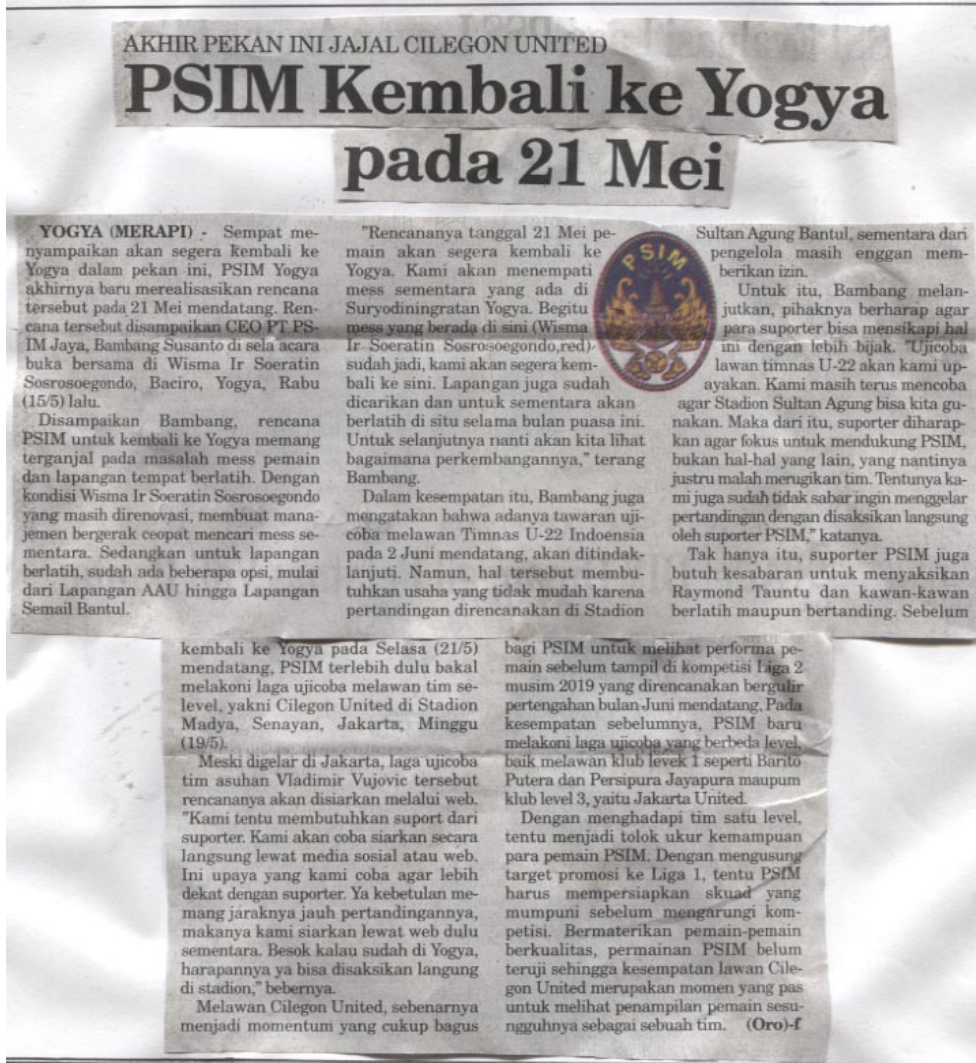 AKHIR PEKAN INI JAJAL CILEGON UNITED
PSIM Kembali ke Yogya
pada 21 Mei
YOGYA (MERAPI) - Sempat me-
nyampaikan akan segera kembali ke
Yogya dalam pekan ini, PSIM Yogya
akhirnya baru merealisasikan rencana
tersebut pada 21 Mei mendatang. Ren-
cana tersebut disampaikan CEO PT PS-
IM Jaya, Bambang Susanto di sela acara
buka bersama di Wisma Ir Soeratin
Sosrosoegondo, Baciro, Yogya, Rabu
(15/5) lalu.
Disampaikan Bambang, rencana
PSIM untuk kembali ke Yogya memang
terganjal pada masalah mess pemain
dan lapangan tempat berlatih. Dengan
kondisi Wisma Ir Soeratin Sosrosoegondo
yang masih direnovasi, membuat mana-
jemen bergerak ceopat mencari mess se-
mentara. Sedangkan untuk lapangan
berlatih, sudah ada beberapa opsi, mulai
dari Lapangan AAU hingga Lapangan
Semail Bantul.
"Rencananya tanggal 21 Mei pe-
main akan segera kembali ke
Yogya. Kami akan menempati
mess sementara yang ada di
Suryodiningratan Yogya. Begitu
mess yang berada di sini (Wisma
Ir Soeratin Sosrosoegondo,red)
sudah jadi, kami akan segera kem-
bali ke sini. Lapangan juga sudah
dicarikan dan untuk sementara akan
berlatih di situ selama bulan puasa ini.
Untuk selanjutnya nanti akan kita lihat
bagaimana perkembangannya," terang
Bambang.
Dalam kesempatan itu, Bambang juga
mengatakan bahwa adanya tawaran uji-
coba melawan Timnas U-22 Indoensia
pada 2 Juni mendatang, akan ditindak-
lanjuti. Namun, hal tersebut membu-
tuhkan usaha yang tidak mudah karena
pertandingan direncanakan di Stadion
PSIM
Sultan Agung Bantul, sementara dari
pengelola masih enggan mem-
berikan izin.
Untuk itu, Bambang melan-
jutkan, pihaknya berharap agar
para suporter bisa mensikapi hal
ini dengan lebih bijak. "Ujicoba
lawan timnas U-22 akan kami up-
ayakan. Kami masih terus mencoba
agar Stadion Sultan Agung bisa kita gu-
nakan. Maka dari itu, suporter diharap-
kan agar fokus untuk mendukung PSIM,
bukan hal-hal yang lain, yang nantinya
justru malah merugikan tim. Tentunya ka-
mi juga sudah tidak sabar ingin menggelar
pertandingan dengan disaksikan langsung
oleh suporter PSIM," katanya.
Tak hanya itu, suporter PSIM juga
butuh kesabaran untuk menyaksikan
Raymond Tauntu dan kawan-kawan
berlatih maupun bertanding. Sebelum
kembali ke Yogya pada Selasa (21/5)
mendatang, PSIM terlebih dulu bakal
melakoni laga ujicoba melawan tim se-
level, yakni Cilegon United di Stadion
Madya, Senayan, Jakarta, Minggu
(19/5).
Meski digelar di Jakarta, laga ujicoba
tim asuhan Vladimir Vujovic tersebut
rencananya akan disiarkan melalui web.
"Kami tentu membutuhkan suport dari
suporter. Kami akan coba siarkan secara
langsung lewat media sosial atau web.
Ini upaya yang kami coba agar lebih
dekat dengan suporter. Ya kebetulan me-
mang jaraknya jauh pertandingannya,
makanya kami siarkan lewat web dulu
sementara. Besok kalau sudah di Yogya,
harapannya ya bisa disaksikan langung
di stadion," bebernya.
Melawan Cilegon United, sebenarnya
menjadi momentum yang cukup bagus
bagi PSIM untuk melihat performa pe-
main sebelum tampil di kompetisi Liga 2
musim 2019 yang direncanakan bergulir
pertengahan bulan Juni mendatang. Pada
kesempatan sebelumnya, PSIM baru
melakoni laga ujicoba yang berbeda level,
baik melawan klub levek 1 seperti Barito
Putera dan Persipura Jayapura maupum
klub level 3, yaitu Jakarta United.
Dengan menghadapi tim satu level,
tentu menjadi tolok ukur kemampuan
para pemain PSIM. Dengan mengusung
target promosi ke Liga 1, tentu PSIM
harus mempersiapkan skuad yang
mumpuni sebelum mengarungi kom-
petisi. Bermaterikan pemain-pemain
berkualitas, permainan PSIM belum
teruji sehingga kesempatan lawan Cile-
gon United merupakan momen yang pas
untuk melihat penampilan pemain sesu-
ngguhnya sebagai sebuah tim. (Oro)-f